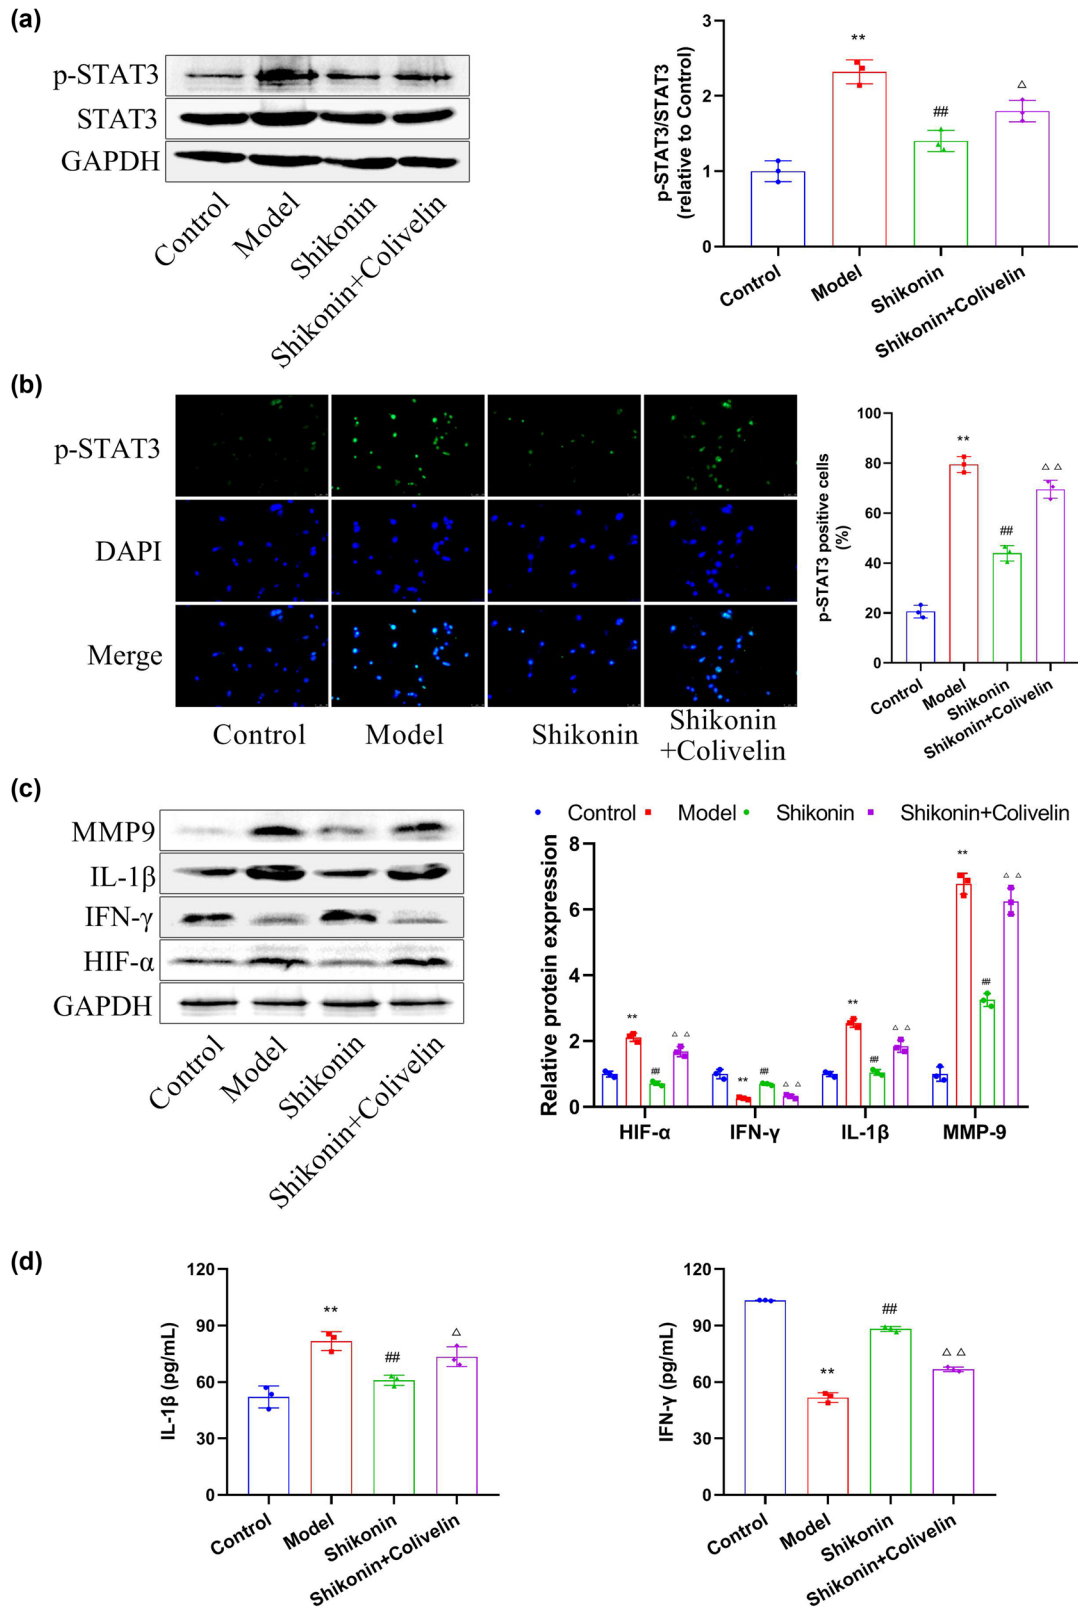 (a)
p-STAT3
STAT3
GAPDH
Control
Model
Shikonin
Shikonin+Colivelin
p-STAT3/STAT3
(relative to Control)
3
2
1
0
**
##
△
Control
Model
Shikonin
Shikonin+Colivelin
(b)
p-STAT3
DAPI
Merge
Control
Model
Shikonin
Shikonin
+Colivelin
p-STAT3 positive cells
(%)
100
80
60
40
20
0
**
##
△ △
Control
Model
Shikonin
Shikonin+Colivelin
(c)
MMP9
IL-1β
IFN-γ
HIF-α
GAPDH
Control
Model
Shikonin
Shikonin+Colivelin
Control Model Shikonin Shikonin+Colivelin
Relative protein expression
8
6
4
2
0
**
##
△ △
**
##
△ △
**
##
△ △
**
##
△ △
HIF-α IFN-γ IL-1β MMP-9
(d)
IL-1β (pg/mL)
120
90
60
30
0
**
##
△
Control
Model
Shikonin
Shikonin+Colivelin
IFN-γ (pg/mL)
120
90
60
30
0
**
##
△ △
Control
Model
Shikonin
Shikonin+Colivelin